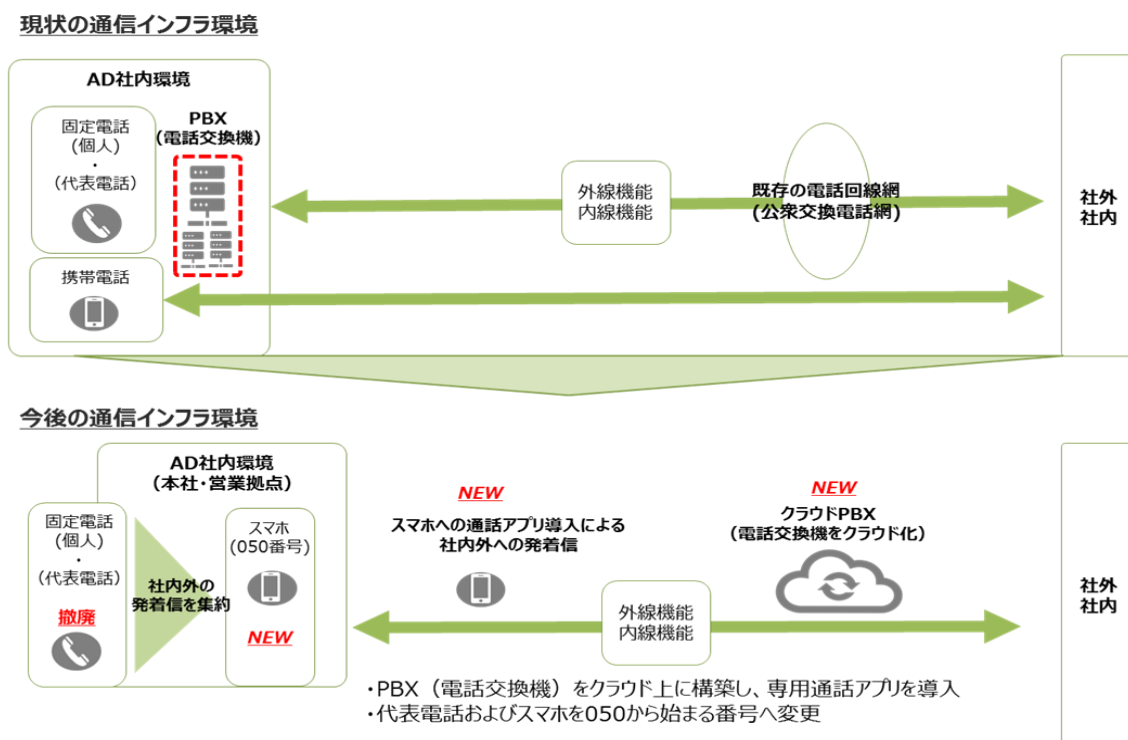 現状の通信インフラ環境
AD社内環境
固定電話
(個人)
・
(代表電話)
PBX
(電話交換機)
携帯電話
外線機能
内線機能
既存の電話回線網
(公衆交換電話網)
社外
社内
今後の通信インフラ環境
AD社内環境
(本社・営業拠点)
固定電話
(個人)
・
(代表電話)
撤廃
社内外の
発着信を集約
スマホ
(050番号)
NEW
NEW
スマホへの通話アプリ導入による
社内外への発着信
NEW
クラウドPBX
(電話交換機をクラウド化)
外線機能
内線機能
社外
社内
・PBX（電話交換機）をクラウド上に構築し、専用通話アプリを導入
・代表電話およびスマホを050から始まる番号へ変更